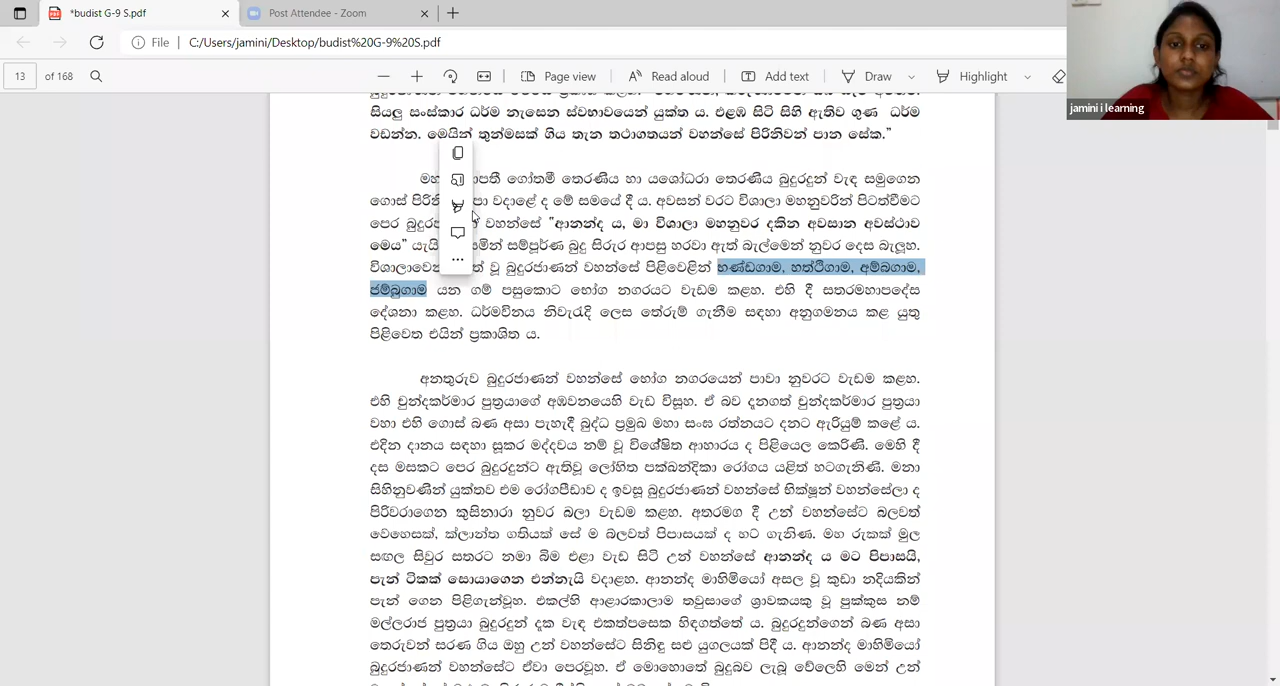 *budist G-9 S.pdf
Post Attendee - Zoom
File
C:/Users/jamini/Desktop/budist%20G-9%20S.pdf
13 of 168
Page view
Read aloud
Add text
Draw
Highlight
jamini i learning
සියලු සංස්කාර ධර්ම නැසෙන ස්වභාවයෙන් යුක්ත ය. එළඹ සිටි සිහි ඇතිව ගුණ ධර්ම
වඩන්න. මෙයින් තුන්මසක් ගිය තැන තථාගතයන් වහන්සේ පිරිනිවන් පාන සේක."
ගෝතමී තෙරණිය හා යශෝධරා තෙරණිය බුදුරදුන් වැඳ සමුගෙන
ගොස් පිරිනි පා වදාළේ ද මේ සමයේ දී ය. අවසන් වරට විශාලා මහනුවරින් පිටත්වීමට
පෙර වහන්සේ "ආනන්ද ය, මා විශාලා මහනුවර දකින අවසාන අවස්ථාව
මෙය" යැයි සම්පූර්ණ බුදු සිරුර ආපසු හරවා ඇත් බැල්මෙන් නුවර දෙස බැලූහ.
වූ බුදුරජාණන් වහන්සේ පිළිවෙළින් භණ්ඩගාම, හත්ථිගාම, අම්බගාම,
ජම්බුගාම යන ගම් පසුකොට භෝග නගරයට වැඩම කළහ. එහි දී සතරමහාපදේස
දේශනා කළහ. ධර්මවිනය නිවැරැදි ලෙස තේරුම් ගැනීම සඳහා අනුගමනය කළ යුතු
පිළිවෙත එයින් ප්‍රකාශිත ය.
අනතුරුව බුදුරජාණන් වහන්සේ භෝග නගරයෙන් පාවා නුවරට වැඩම කළහ.
එහි චුන්දකර්මාර පුත්‍රයාගේ අඹවනයෙහි වැඩ විසූහ. ඒ බව දැනගත් චුන්දකර්මාර පුත්‍රයා
වහා එහි ගොස් බණ අසා පැහැදී බුද්ධ ප්‍රමුඛ මහා සංඝ රත්නයට දානට ඇරියුම් කළේ ය.
එදින දානය සඳහා සූකර මද්දවය නම් වූ විශේෂිත ආහාරය ද පිළියෙල කෙරිණි. මෙහි දී
දස මසකට පෙර බුදුරදුන්ට ඇතිවූ ලෝහිත පක්ඛන්දිකා රෝගය යළිත් හටගැනිණි. මනා
සිහිනුවණින් යුක්තව එම රෝගපීඩාව ද ඉවසූ බුදුරජාණන් වහන්සේ භික්ෂූන් වහන්සේලා ද
පිරිවරාගෙන කුසිනාරා නුවර බලා වැඩම කළහ. අතරමග දී උන් වහන්සේට බලවත්
වෙහෙසක්, ක්ලාන්ත ගතියක් සේ ම බලවත් පිපාසයක් ද හට ගැනිණ. මහ රුකක් මුල
සඟල සිවුර සතරට නමා බිම එළා වැඩ සිටි උන් වහන්සේ ආනන්ද ය මට පිපාසයි,
පැන් ටිකක් සොයාගෙන එන්නැයි වදාළහ. ආනන්ද මාහිමියෝ අසල වූ කුඩා නදියකින්
පැන් ගෙන පිළිගැන්වූහ. එකල්හි ආළාරකාලාම තවුසාගේ ශ්‍රාවකයකු වූ පුක්කුස නම්
මල්ලරාජ පුත්‍රයා බුදුරදුන් දැක වැඳ එකත්පසෙක හිඳගත්තේ ය. බුදුරදුන්ගෙන් බණ අසා
තෙරුවන් සරණ ගිය ඔහු උන් වහන්සේට සිනිඳු සළු යුගලයක් පිදී ය. ආනන්ද මාහිමියෝ
බුදුරජාණන් වහන්සේට ඒවා පෙරවූහ. ඒ මොහොතේ බුදුබව ලැබූ වේලෙහි මෙන් උන්